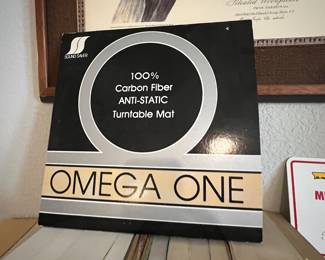 SOUND SAVER
100%
Carbon Fiber
ANTI-STATIC
Turntable Mat
OMEGA ONE
M